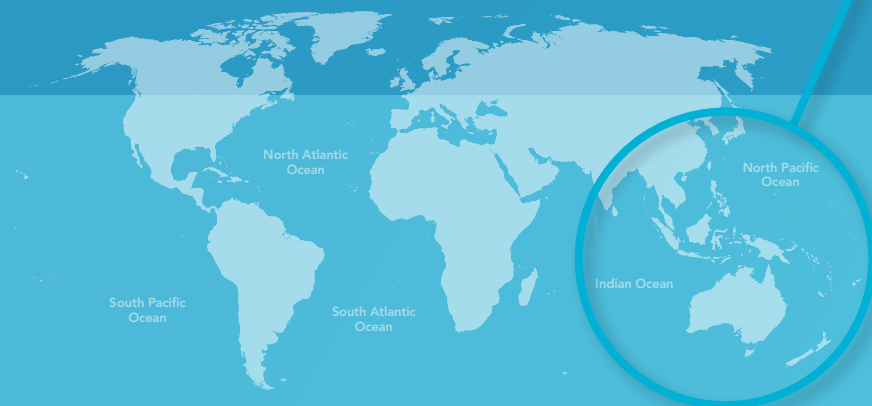 North Atlantic
Ocean
North Pacific
Ocean
Indian Ocean
South Pacific
Ocean
South Atlantic
Ocean